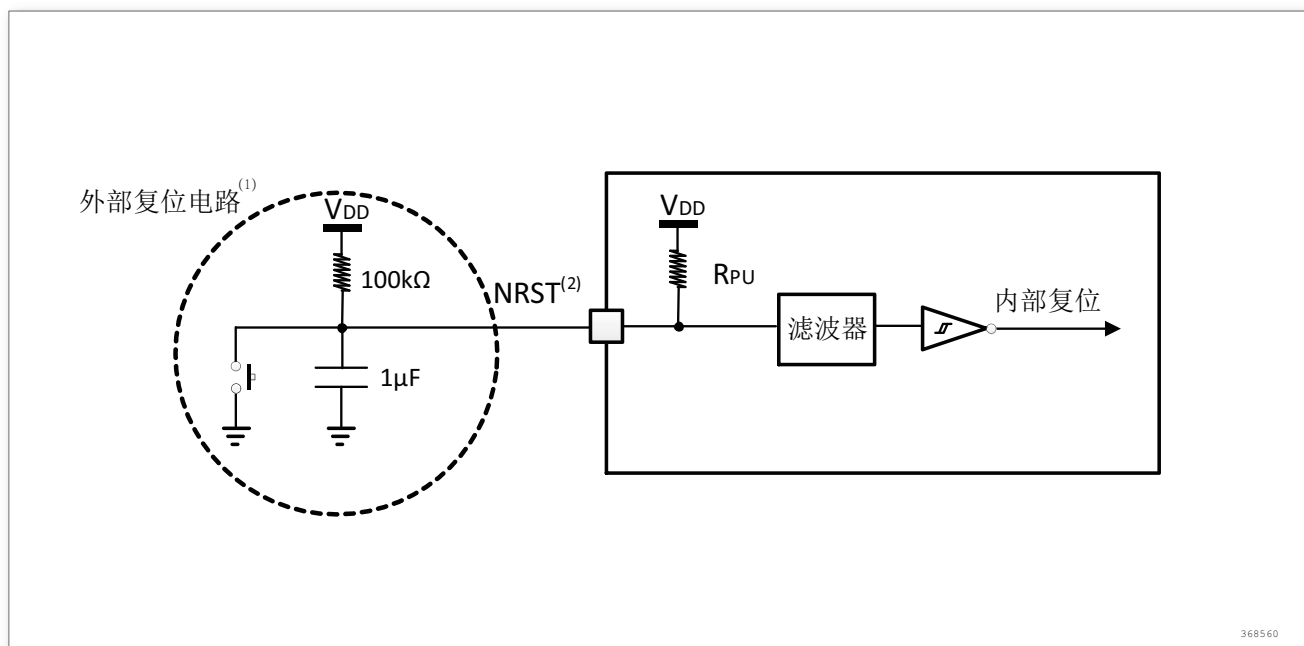 外部复位电路(1)
VDD
100kΩ
1μF
NRST(2)
VDD
RPU
滤波器
内部复位
368560